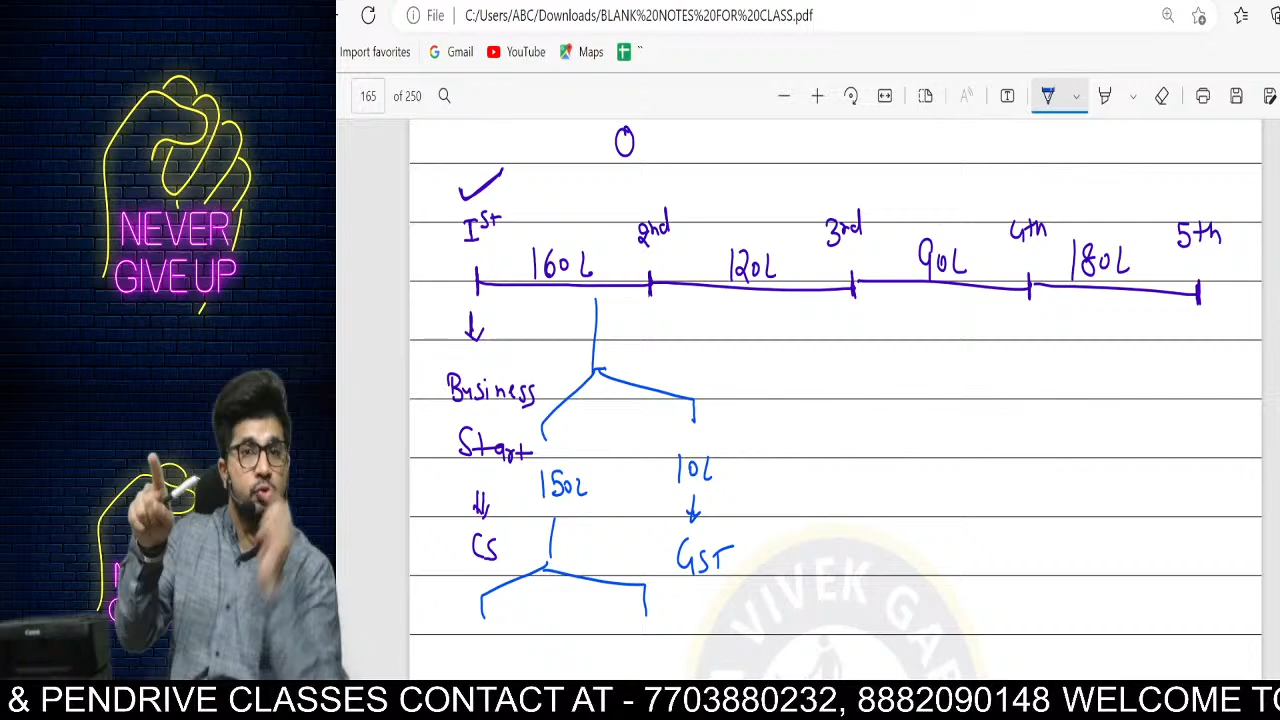 File C:/Users/ABC/Downloads/BLANK%20NOTES%20FOR%20CLASS.pdf
Import favorites Gmail YouTube Maps
165 of 250
Ist 2nd 3rd 4th 5th
160L 120L 90L 180L
Business
Start
150L 10L
CS GST
NEVER
GIVE UP
VIVEK GA
& PENDRIVE CLASSES CONTACT AT - 7703880232, 8882090148 WELCOME TO